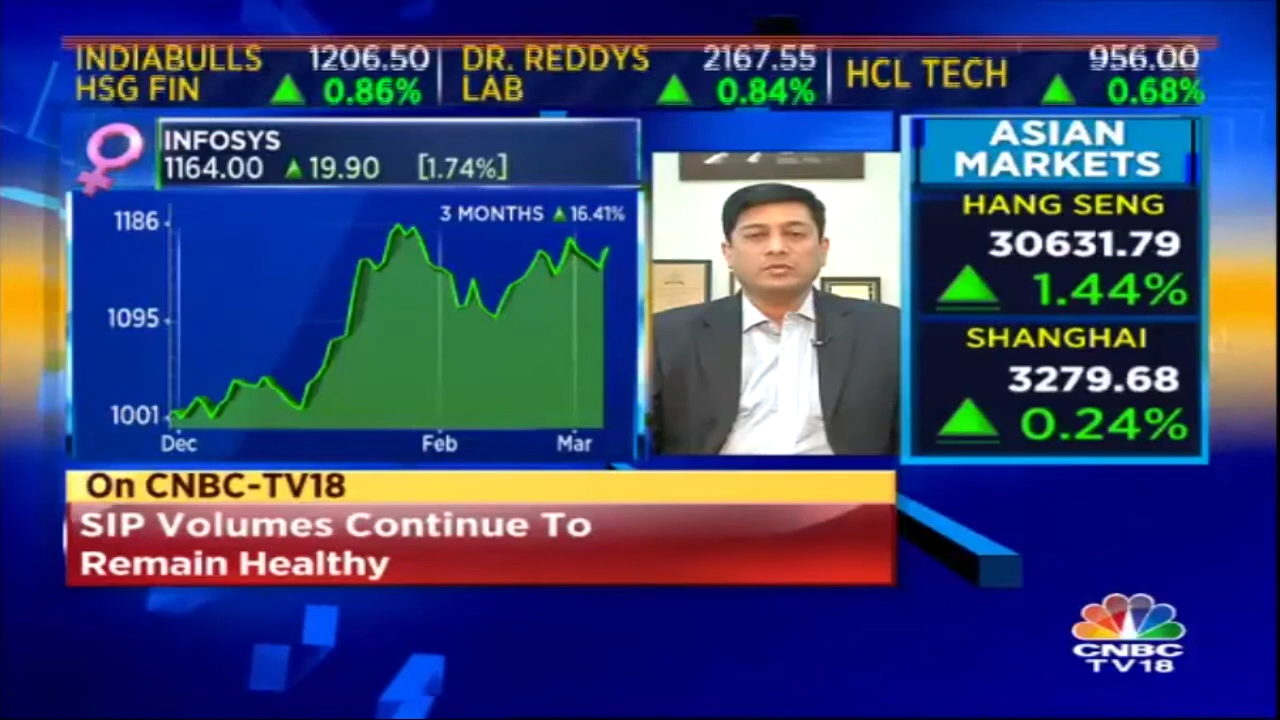 INDIABULLS 1206.50 DR. REDDYS 2167.55 HCL TECH 956.00
HSG FIN 0.86% LAB 0.84% 0.68%
INFOSYS
1164.00 19.90 [1.74%]
3 MONTHS 16.41%
1186
1095
1001
Dec Feb Mar
ASIAN
MARKETS
HANG SENG
30631.79
1.44%
SHANGHAI
3279.68
0.24%
On CNBC-TV18
SIP Volumes Continue To
Remain Healthy
CNBC
TV18